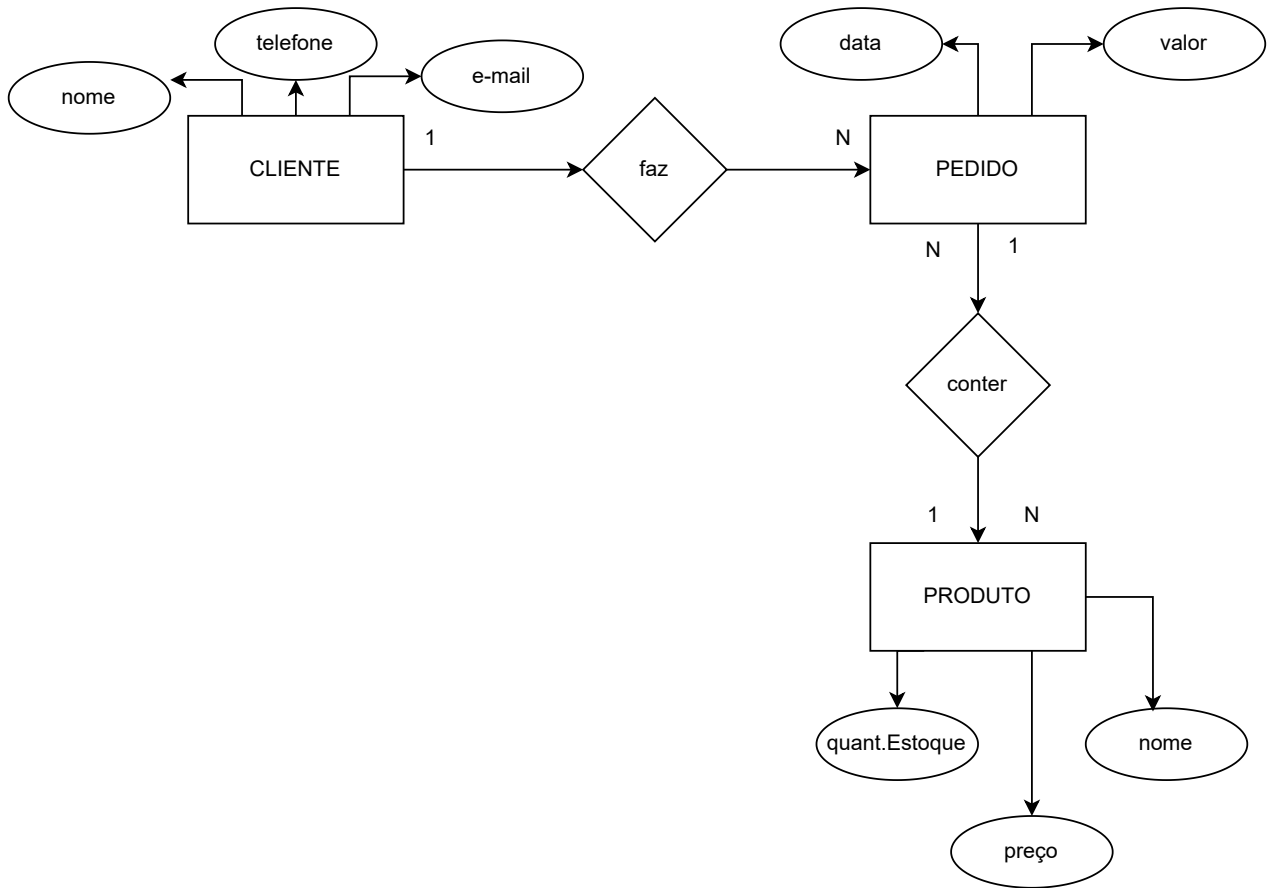 telefone
data
valor
e-mail
nome
1
N
CLIENTE
faz
PEDIDO
N
1
conter
1
N
PRODUTO
quant.Estoque
nome
preço